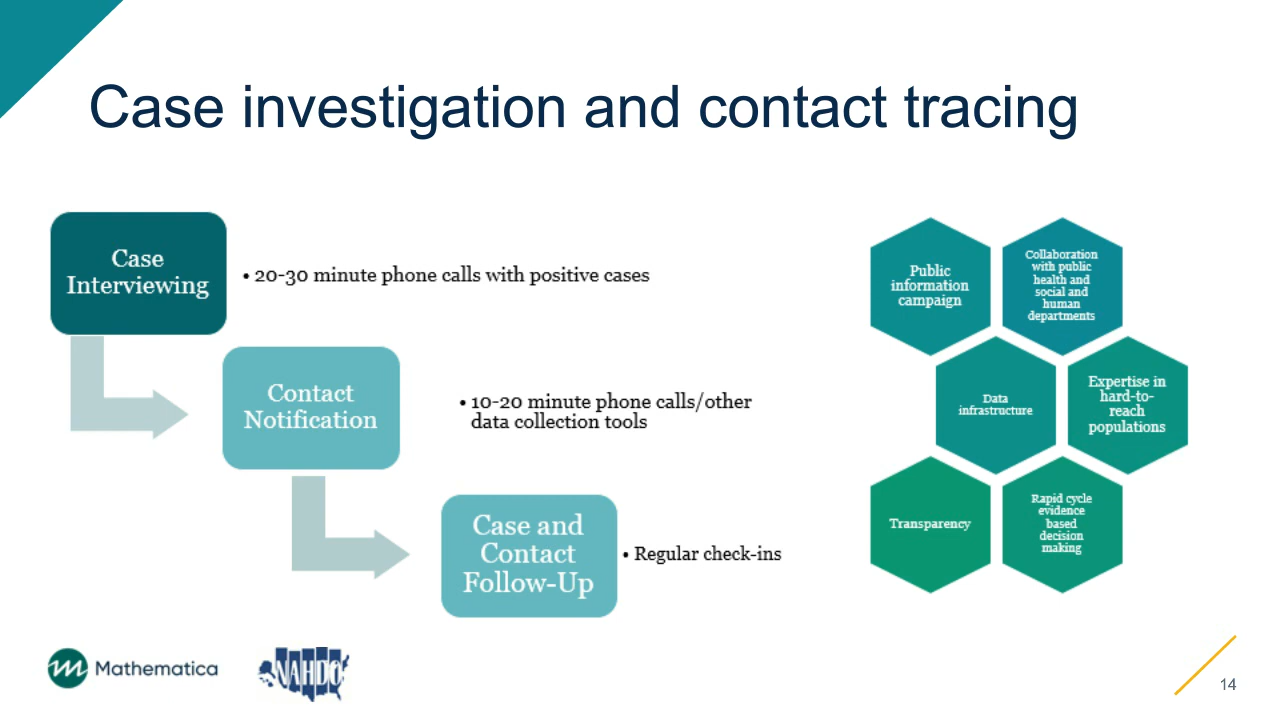 Case investigation and contact tracing
Case
Interviewing
• 20-30 minute phone calls with positive cases
Contact
Notification
• 10-20 minute phone calls/other
data collection tools
Case and
Contact
Follow-Up
• Regular check-ins
Public
information
campaign
Collaboration
with public
health and
social and
human
departments
Data
infrastructure
Expertise in
hard-to-
reach
populations
Transparency
Rapid cycle
evidence
based
decision
making
m Mathematica
NAHDO
14